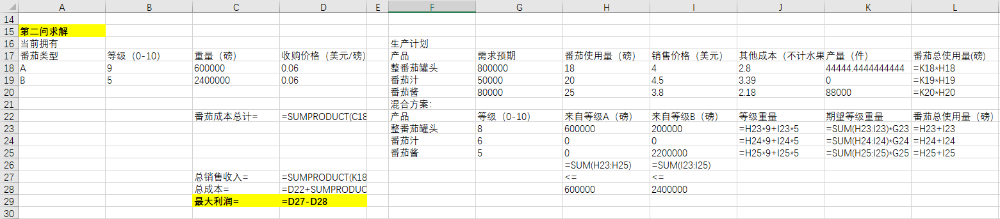 A B C D E F G H I J K L
14
15 第二问求解
16 当前拥有 生产计划
17 番茄类型 等级（0-10） 重量（磅） 收购价格（美元/磅） 产品 需求预期 番茄使用量（磅） 销售价格（美元） 其他成本（不计水果 产量（件） 番茄总使用量(磅)
18 A 9 600000 0.06 整番茄罐头 800000 18 4 2.8 44444.4444444444 =K18*H18
19 B 5 2400000 0.06 番茄汁 50000 20 4.5 3.39 0 =K19*H19
20 番茄酱 80000 25 3.8 2.18 88000 =K20*H20
21 混合方案：
22 番茄成本总计= =SUMPRODUCT(C18 产品 等级（0-10） 来自等级A（磅） 来自等级B（磅） 等级重量 期望等级重量 番茄总使用量（磅）
23 整番茄罐头 8 600000 200000 =H23*9+I23*5 =SUM(H23:I23)*G23 =H23+I23
24 番茄汁 6 0 0 =H24*9+I24*5 =SUM(H24:I24)*G24 =H24+I24
25 番茄酱 5 0 2200000 =H25*9+I25*5 =SUM(H25:I25)*G25 =H25+I25
26 =SUM(H23:H25) =SUM(I23:I25)
27 总销售收入= =SUMPRODUCT(K18 <= <=
28 总成本= =D22+SUMPRODUC 600000 2400000
29 最大利润= =D27-D28
30